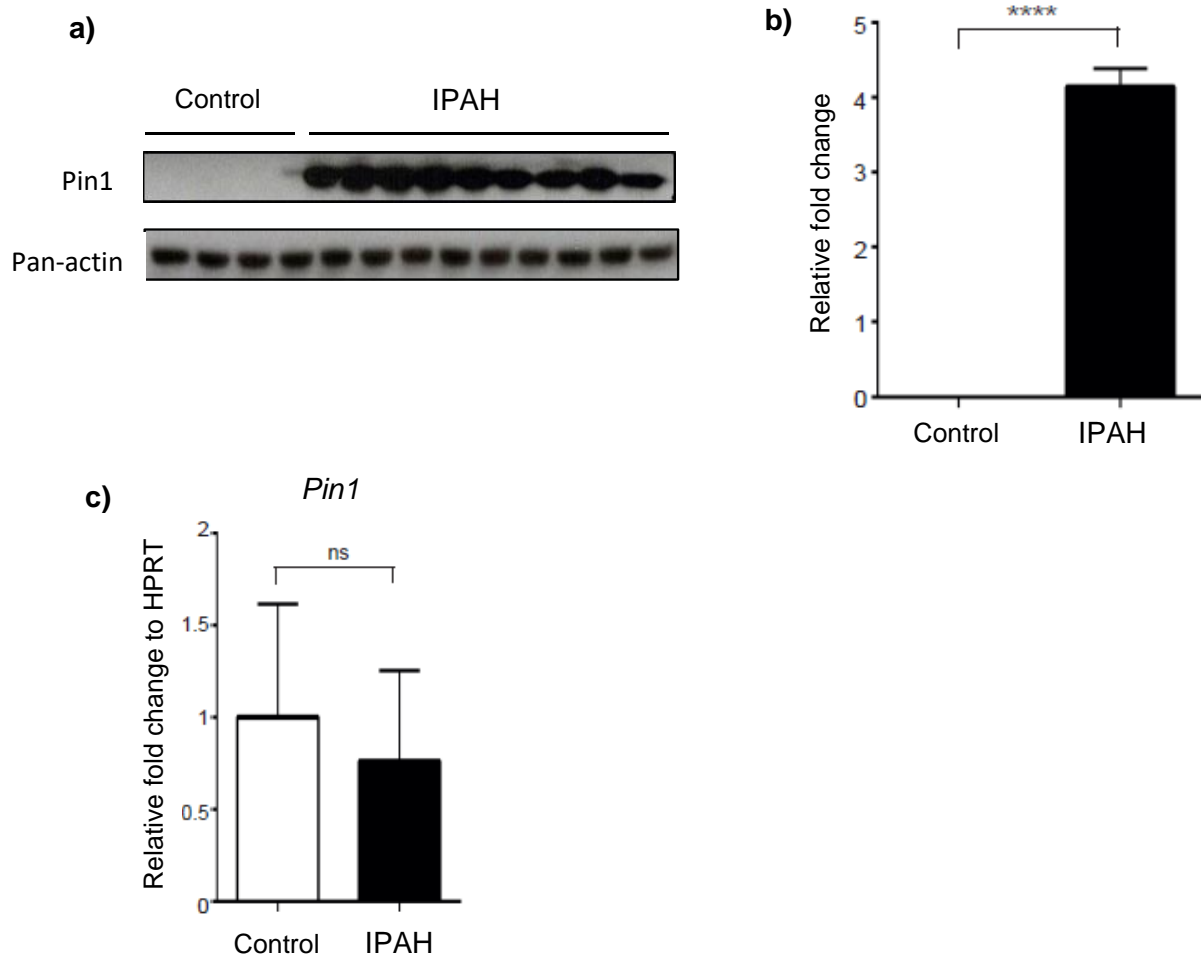 a)
Control IPAH
Pin1
Pan-actin
b)
****
Relative fold change
5
4
3
2
1
0
Control IPAH
c)
Pin1
Relative fold change to HPRT
2
1.5
1
0.5
0
ns
Control IPAH